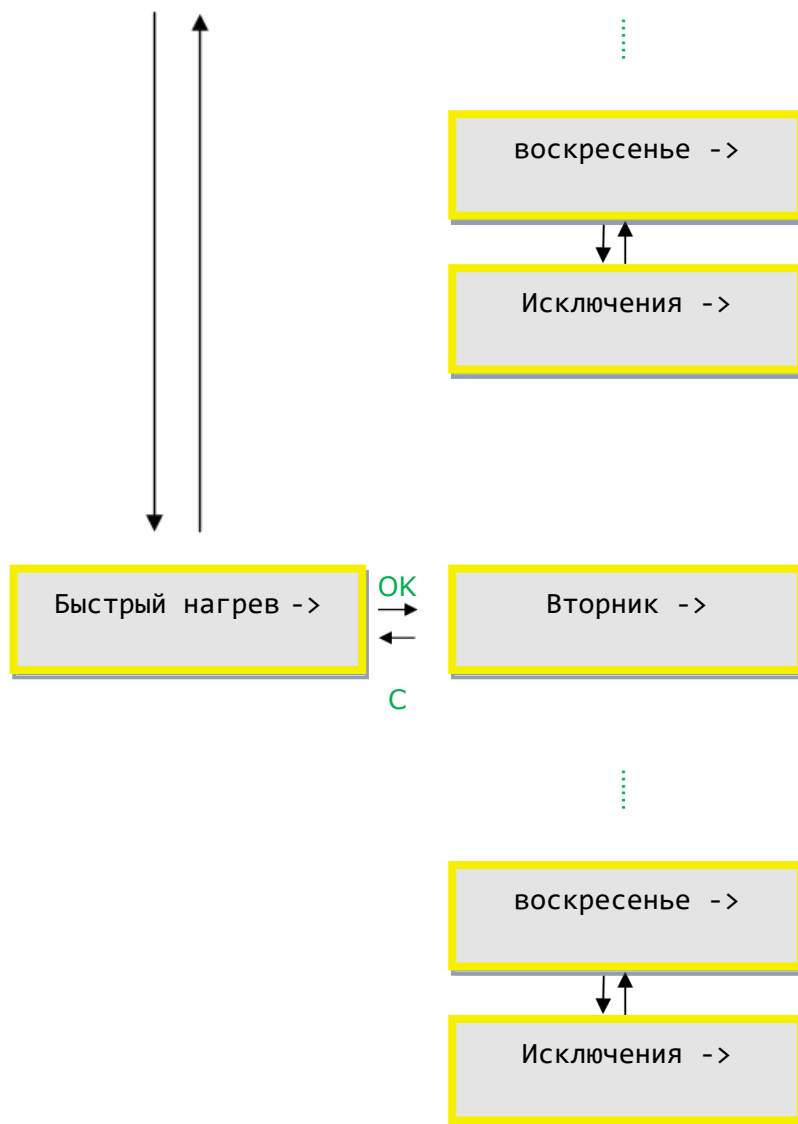 воскресенье ->
Исключения ->
Быстрый нагрев ->
OK
Вторник ->
C
воскресенье ->
Исключения ->